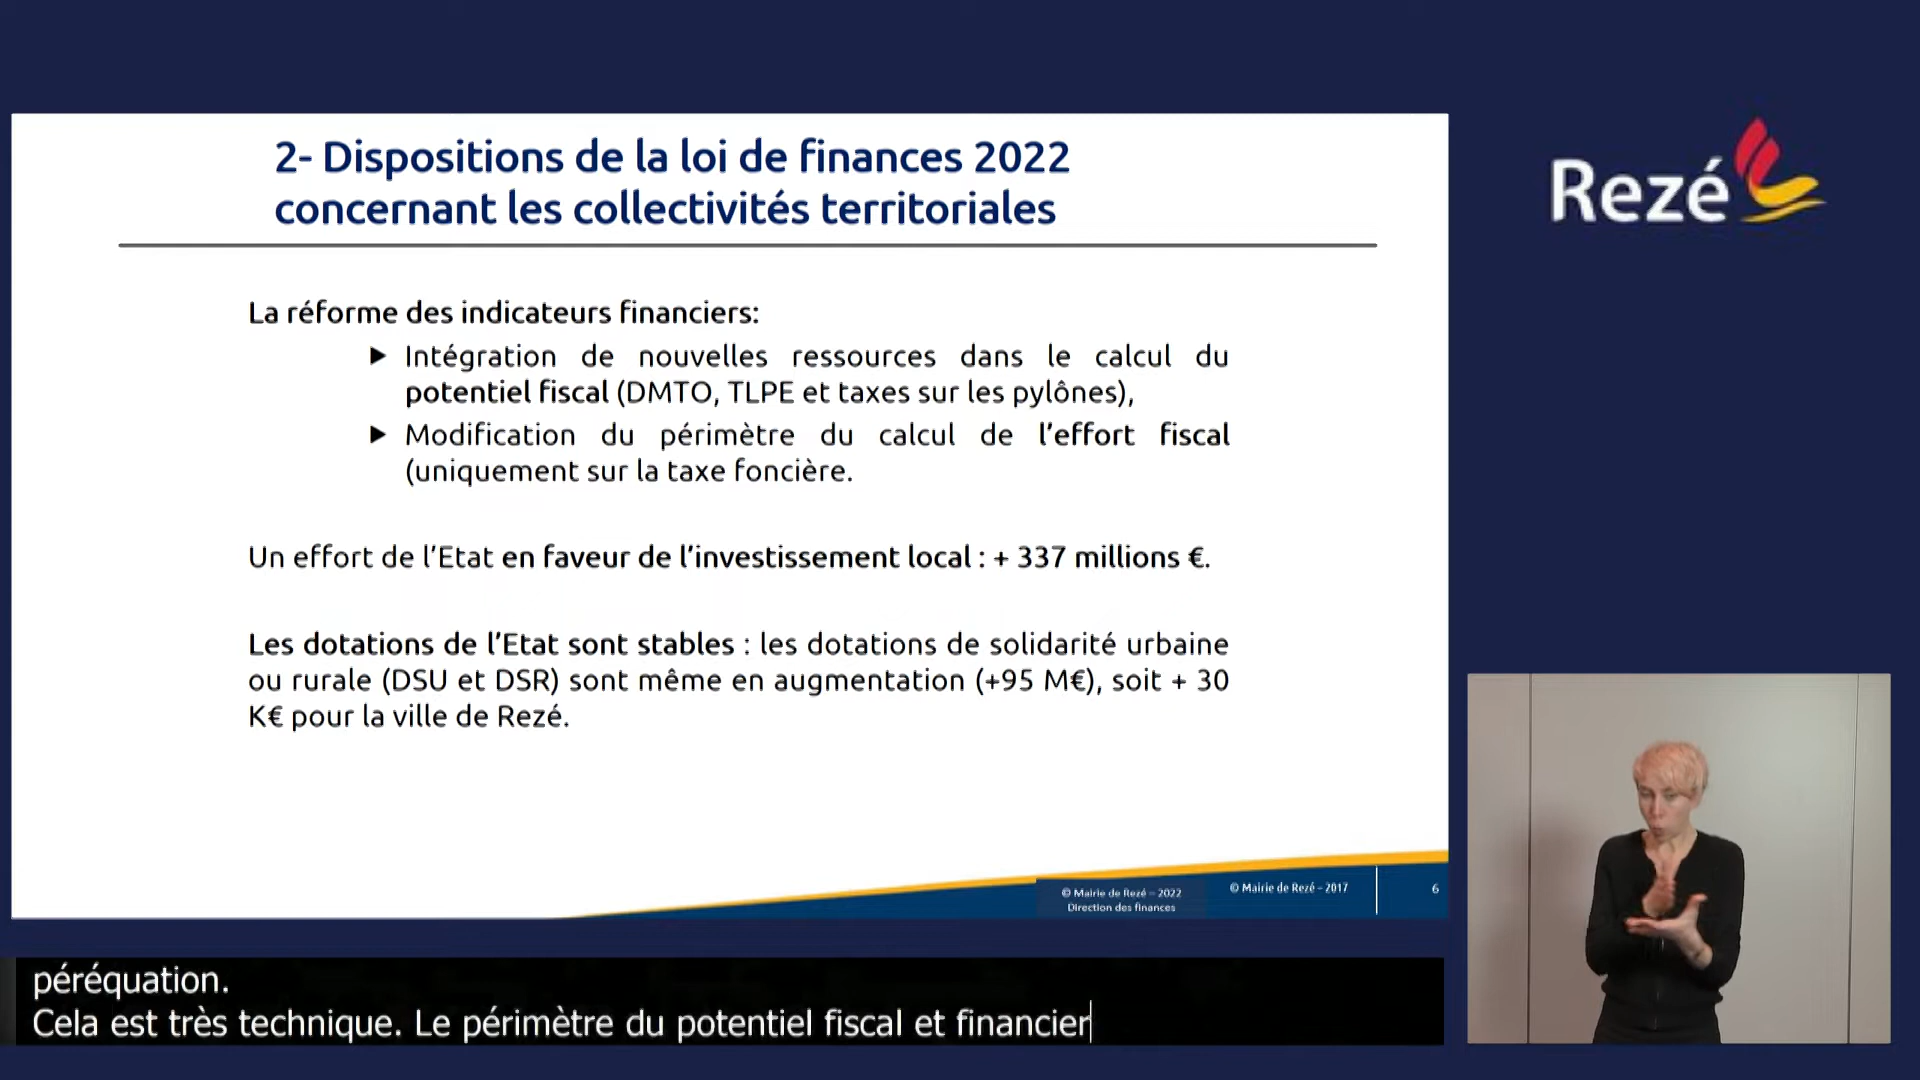 2- Dispositions de la loi de finances 2022
concernant les collectivités territoriales
Rezé
La réforme des indicateurs financiers:
Intégration de nouvelles ressources dans le calcul du
potentiel fiscal (DMTO, TLPE et taxes sur les pylônes),
Modification du périmètre du calcul de l’effort fiscal
(uniquement sur la taxe foncière.
Un effort de l’Etat en faveur de l’investissement local : + 337 millions €.
Les dotations de l’Etat sont stables : les dotations de solidarité urbaine
ou rurale (DSU et DSR) sont même en augmentation (+95 M€), soit + 30
K€ pour la ville de Rezé.
© Mairie de Rezé – 2022
Direction des finances
© Mairie de Rezé – 2017
6
péréquation.
Cela est très technique. Le périmètre du potentiel fiscal et financier